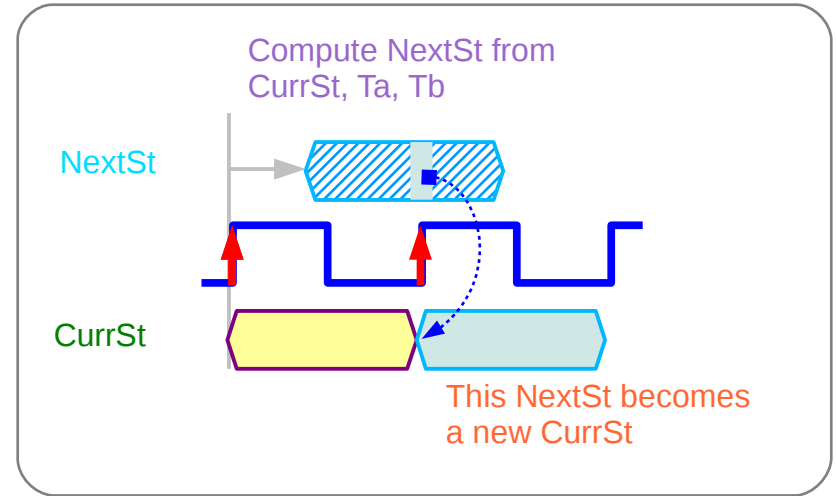 Compute NextSt from
CurrSt, Ta, Tb
NextSt
CurrSt
This NextSt becomes
a new CurrSt